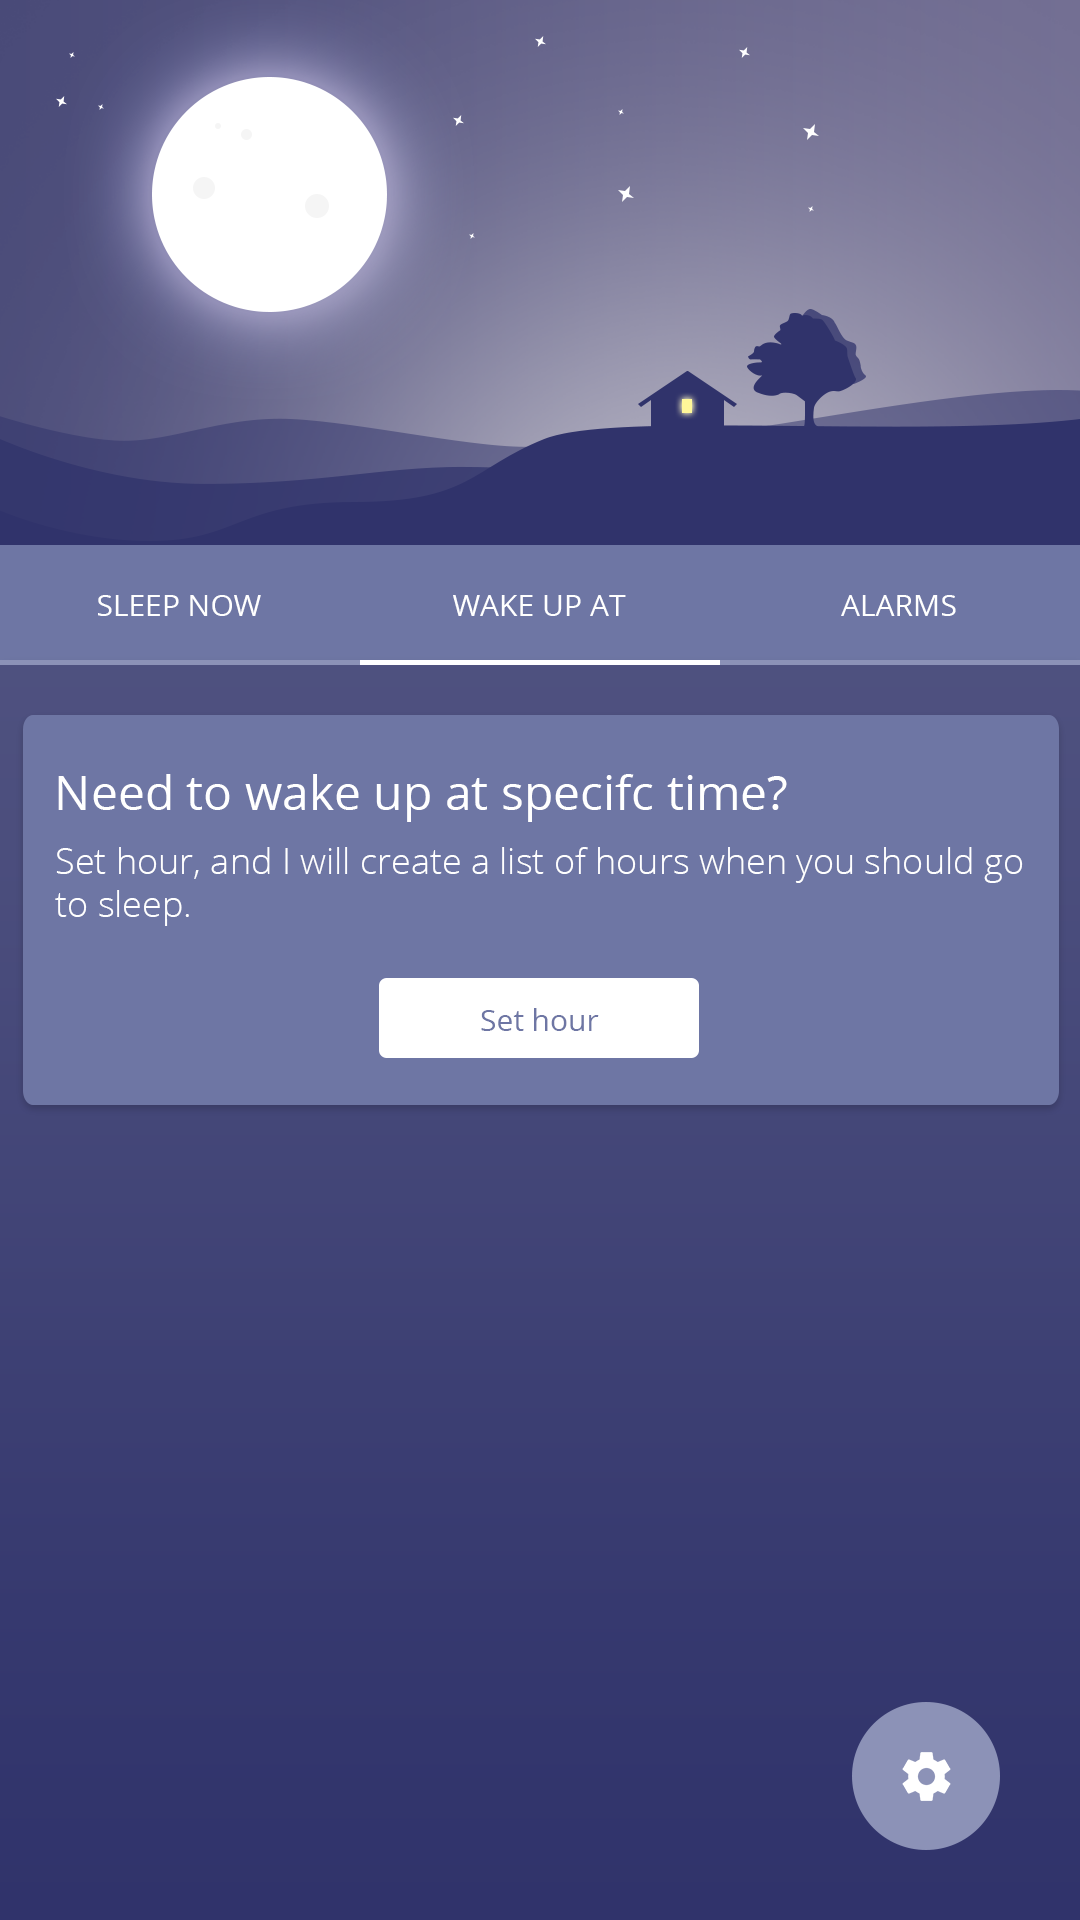 SLEEP NOW
WAKE UP AT
ALARMS
Need to wake up at specifc time?
Set hour, and I will create a list of hours when you should go
to sleep.
Set hour